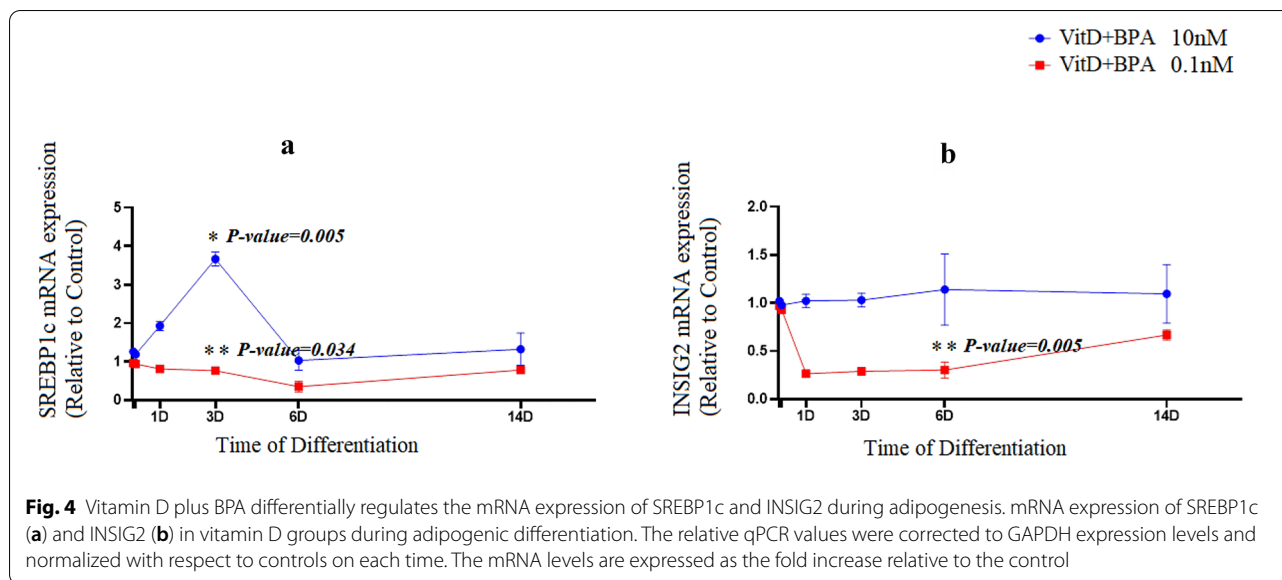 VitD+BPA 10nM
VitD+BPA 0.1nM
a
SREBP1c mRNA expression
(Relative to Control)
5
4
3
2
1
0
* P-value=0.005
** P-value=0.034
1D 3D 6D 14D
Time of Differentiation
b
INSIG2 mRNA expression
(Relative to Control)
2.0
1.5
1.0
0.5
0.0
** P-value=0.005
1D 3D 6D 14D
Time of Differentiation
Fig. 4 Vitamin D plus BPA differentially regulates the mRNA expression of SREBP1c and INSIG2 during adipogenesis. mRNA expression of SREBP1c
(a) and INSIG2 (b) in vitamin D groups during adipogenic differentiation. The relative qPCR values were corrected to GAPDH expression levels and
normalized with respect to controls on each time. The mRNA levels are expressed as the fold increase relative to the control